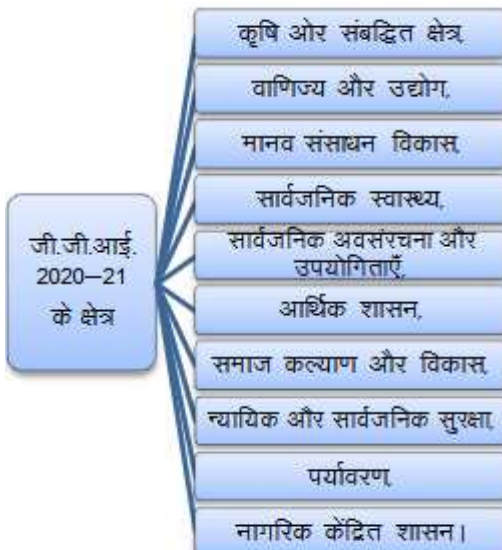 जी.जी.आई.
2020–21
के क्षेत्र
कृषि ओर संबद्धित क्षेत्र,
वाणिज्य और उद्योग,
मानव संसाधन विकास,
सार्वजनिक स्वास्थ्य,
सार्वजनिक अवसंरचना और
उपयोगिताएँ,
आर्थिक शासन,
समाज कल्याण और विकास,
न्यायिक और सार्वजनिक सुरक्षा,
पर्यावरण,
नागरिक केंद्रित शासन।